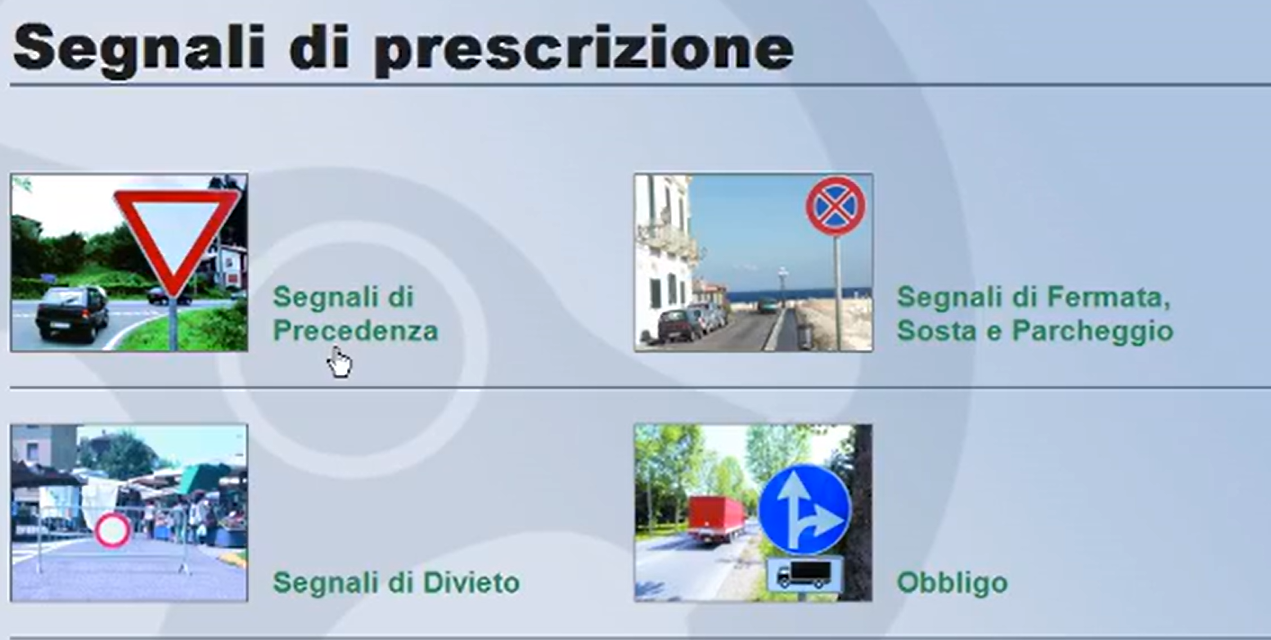 Segnali di prescrizione
Segnali di
Precedenza
Segnali di Fermata,
Sosta e Parcheggio
Segnali di Divieto
Obbligo